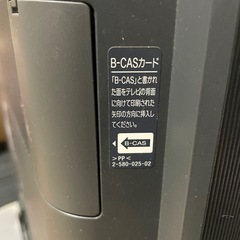 B-CASカード
「B-CAS」と書かれ
た面をテレビの背面
に向けて印刷された
矢印の方向に挿入し
てください。
B-CAS
>PP<
2-580-025-02